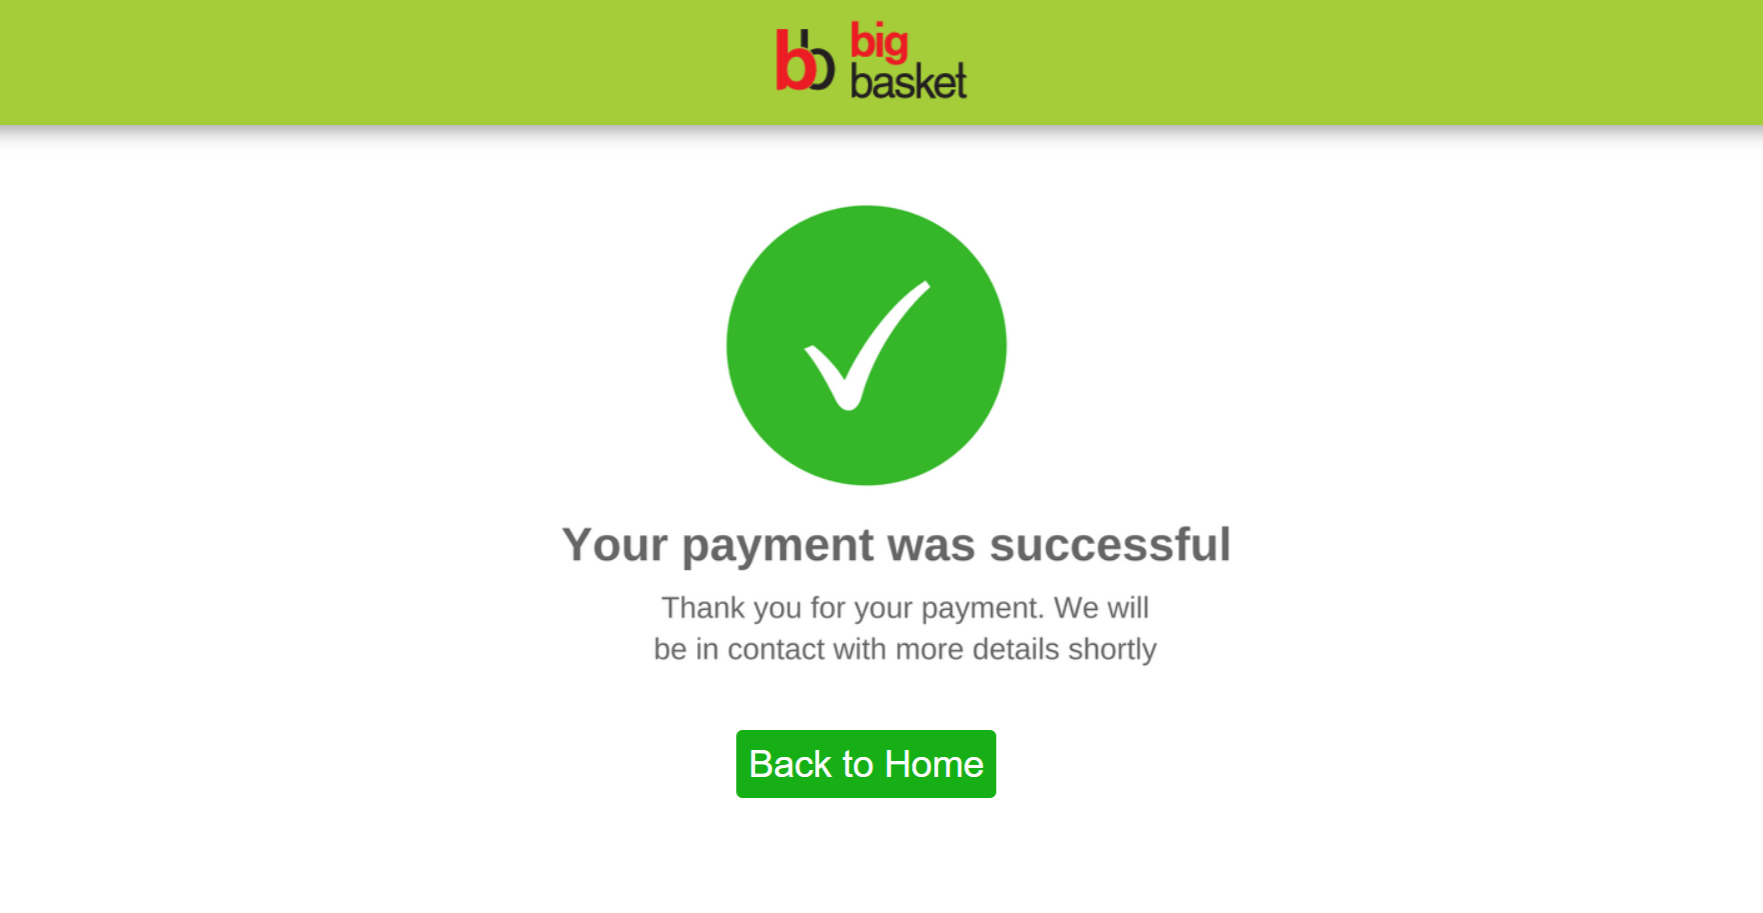 big
basket
Your payment was successful
Thank you for your payment. We will
be in contact with more details shortly
Back to Home